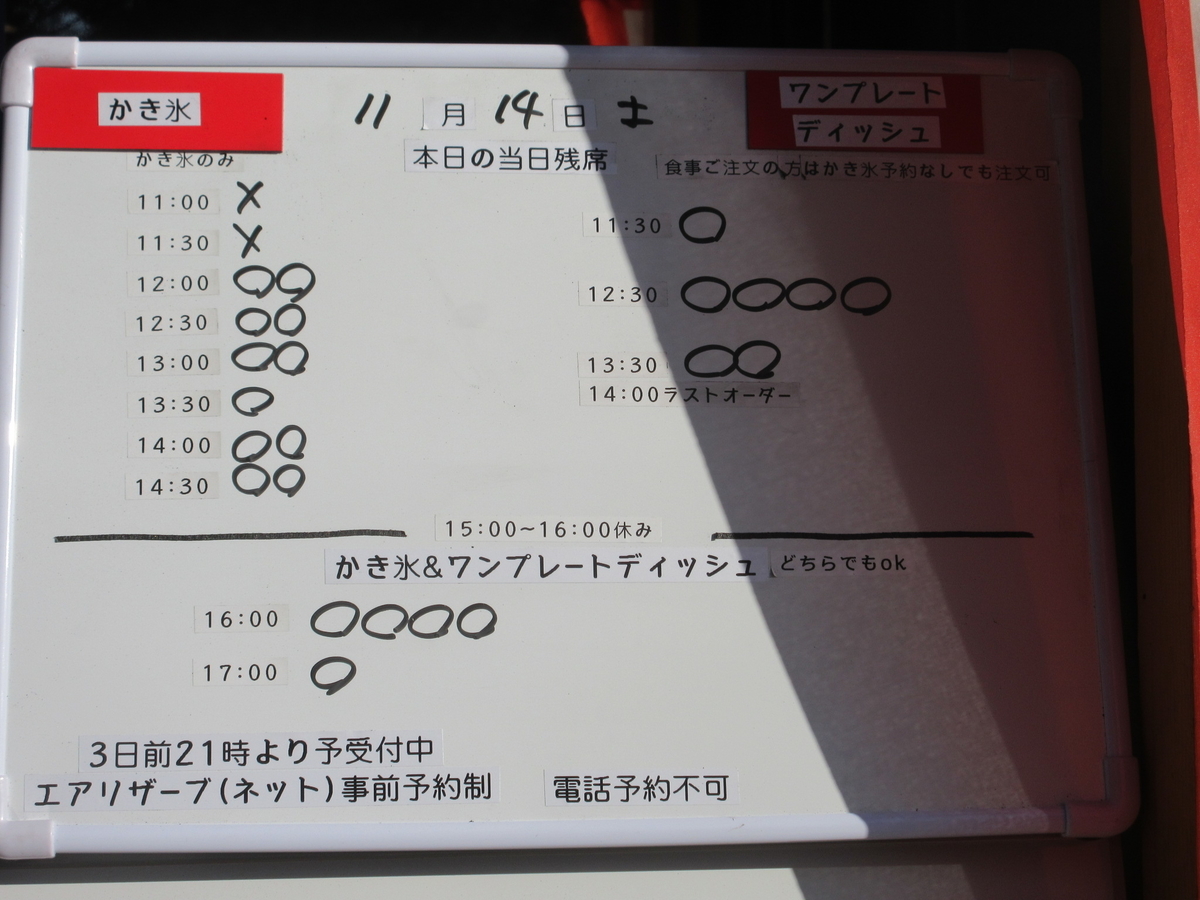 かき氷
11月14日土
ワンプレート
ディッシュ
かき氷のみ
本日の当日残席
食事ご注文の方はかき氷予約なしでも注文可
11:00 X
11:30 X
12:00 ○○
12:30 ○○
13:00 ○○
13:30 ○
14:00 ○○
14:30 ○○
11:30 ○
12:30 ○○○○
13:30 ○○
14:00ラストオーダー
15:00~16:00休み
かき氷&ワンプレートディッシュ どちらでもok
16:00 ○○○○
17:00 ○
3日前21時より予受付中
エアリザーブ(ネット)事前予約制 電話予約不可